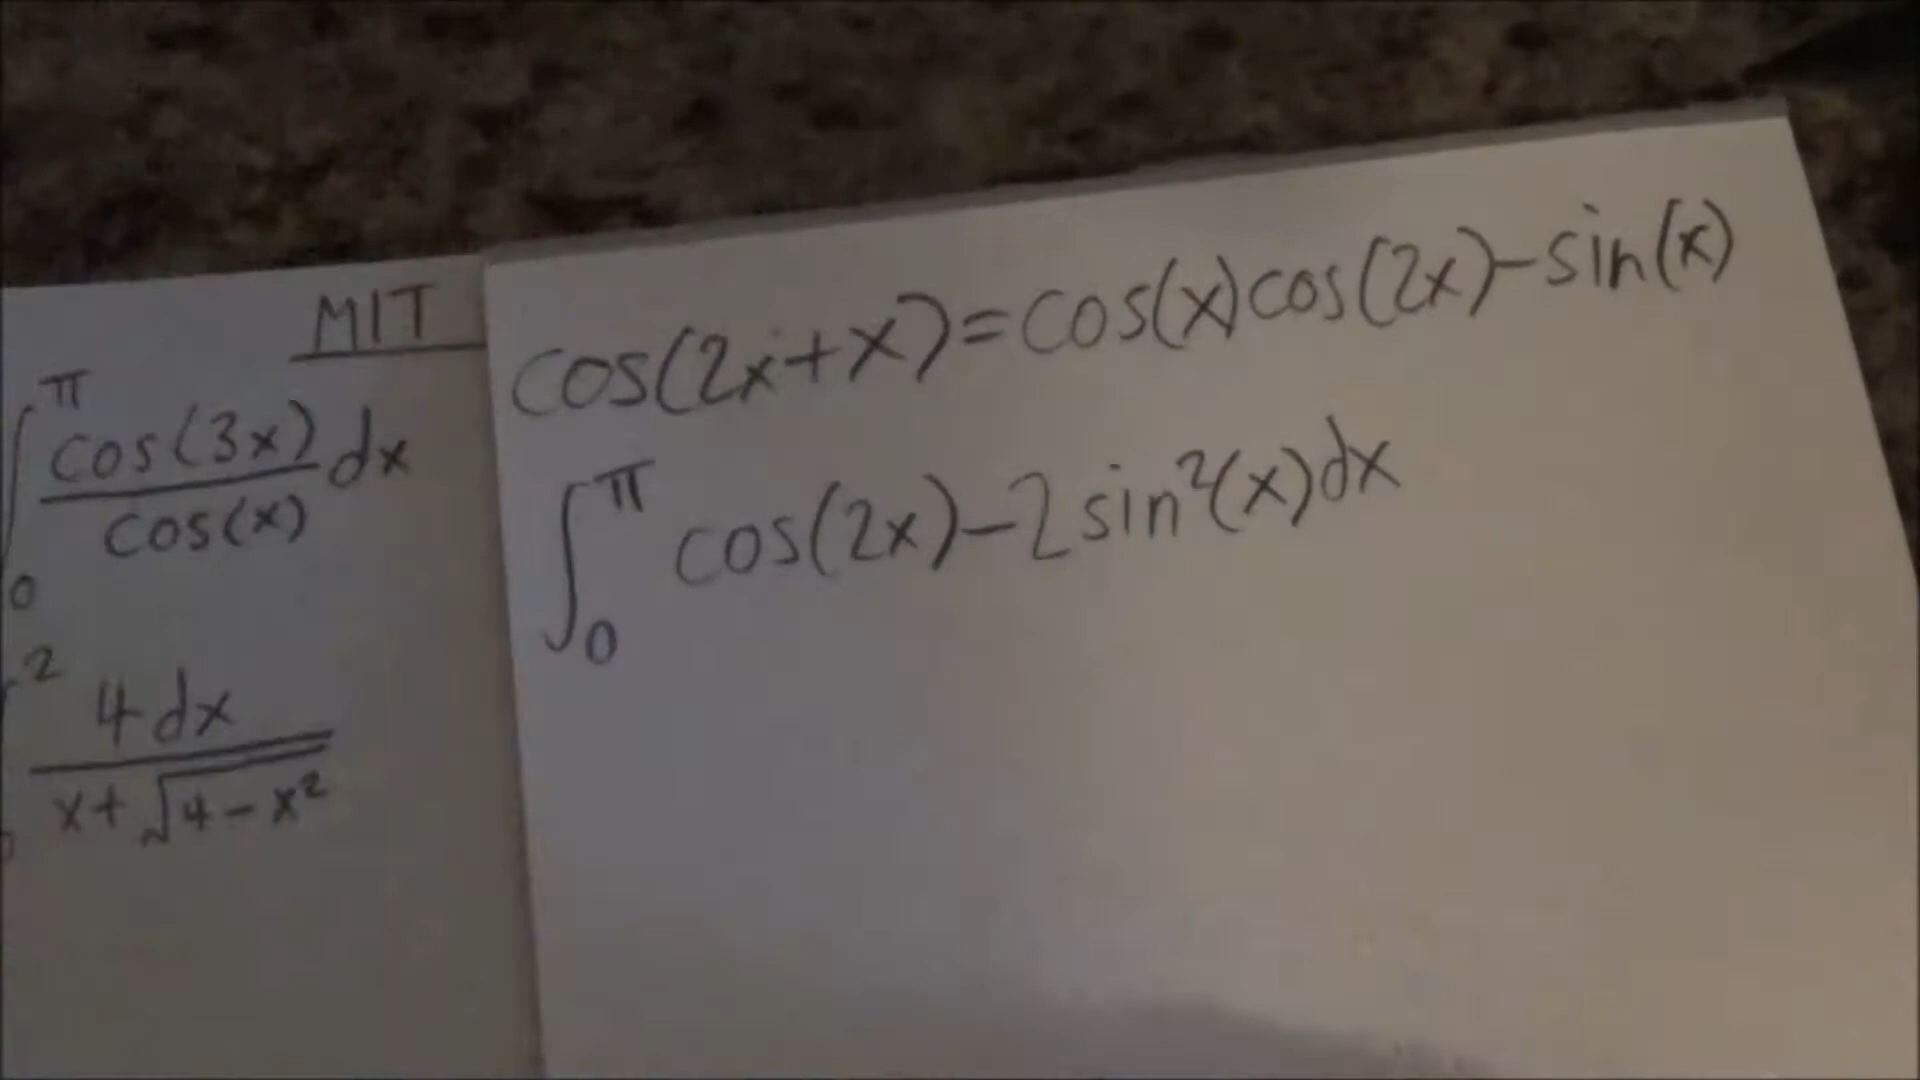 MIT
∫₀^π cos(3x)/cos(x) dx
2 4dx/(x+√(4-x²))
cos(2x+x)=cos(x)cos(2x)-sin(x)
∫₀^π cos(2x)-2sin²(x)dx